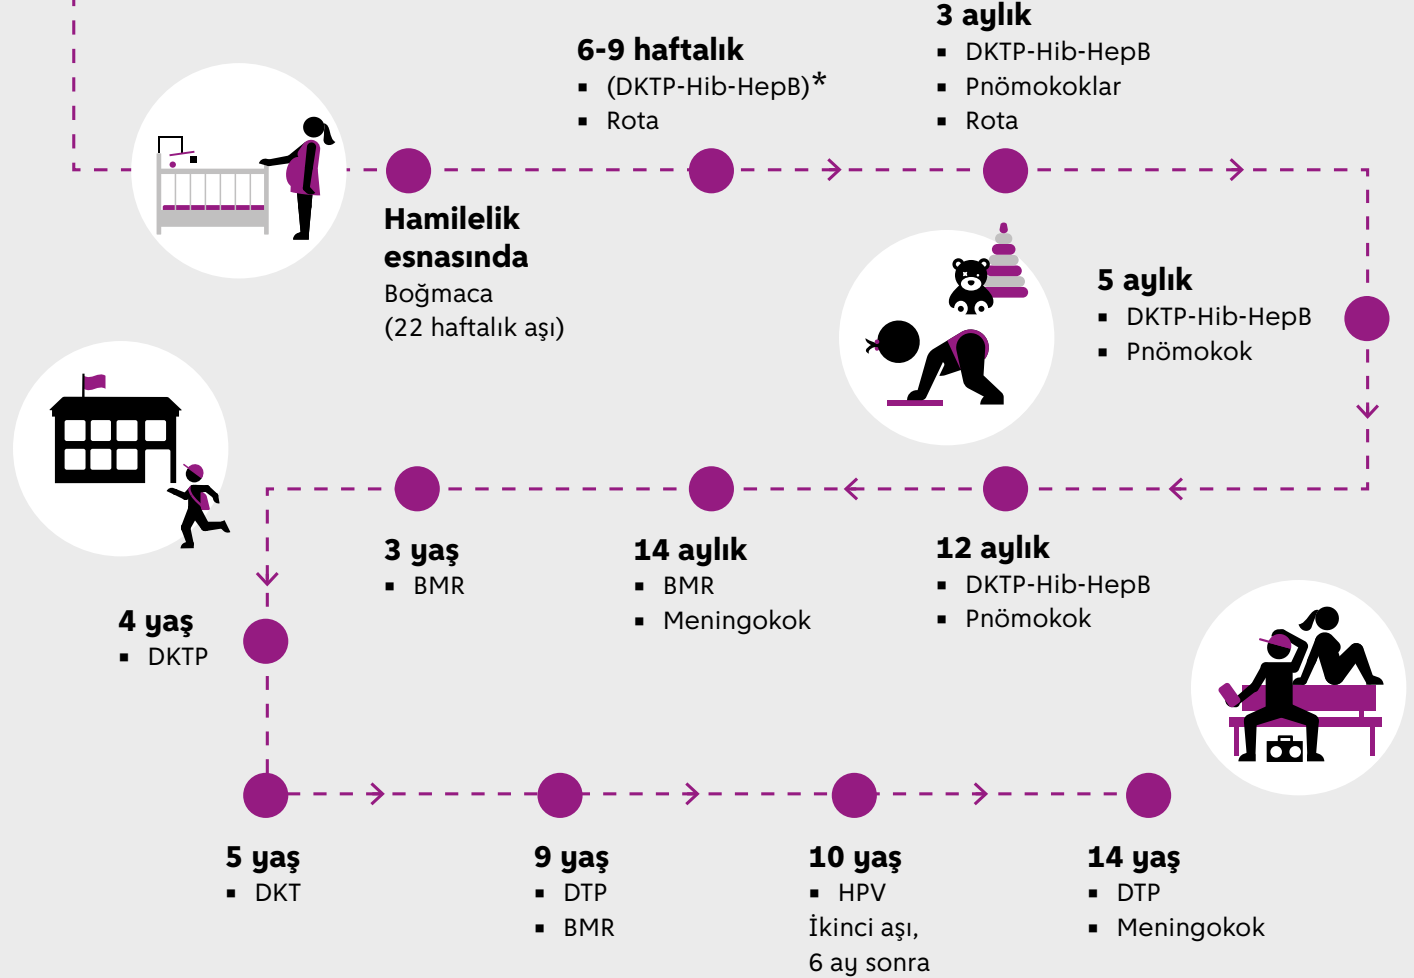 Hamilelik
esnasında
Boğmaca
(22 haftalık aşı)
6-9 haftalık
▪ (DKTP-Hib-HepB)*
▪ Rota
3 aylık
▪ DKTP-Hib-HepB
▪ Pnömokoklar
▪ Rota
5 aylık
▪ DKTP-Hib-HepB
▪ Pnömokok
12 aylık
▪ DKTP-Hib-HepB
▪ Pnömokok
14 aylık
▪ BMR
▪ Meningokok
3 yaş
▪ BMR
4 yaş
▪ DKTP
5 yaş
▪ DKT
9 yaş
▪ DTP
▪ BMR
10 yaş
▪ HPV
İkinci aşı,
6 ay sonra
14 yaş
▪ DTP
▪ Meningokok